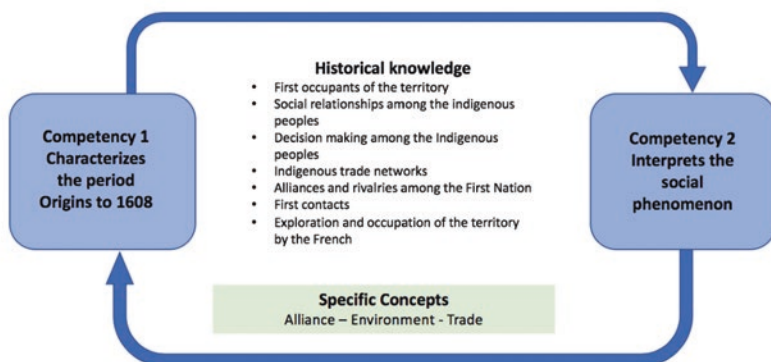 Historical knowledge
• First occupants of the territory
• Social relationships among the indigenous
peoples
• Decision making among the Indigenous
peoples
• Indigenous trade networks
• Alliances and rivalries among the First Nation
• First contacts
• Exploration and occupation of the territory
by the French
Competency 1
Characterizes
the period
Origins to 1608
Competency 2
Interprets the
social
phenomenon
Specific Concepts
Alliance – Environment - Trade